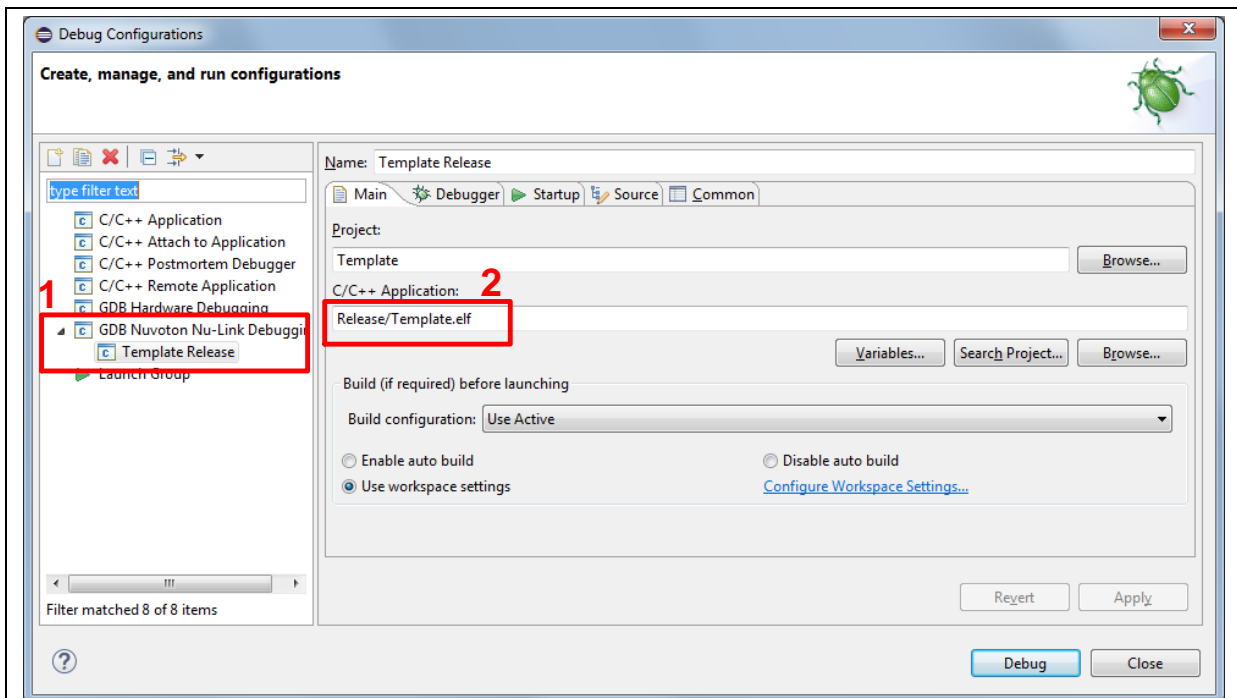 Debug Configurations
X
Create, manage, and run configurations
type filter text
C/C++ Application
C/C++ Attach to Application
C/C++ Postmortem Debugger
C/C++ Remote Application
1
GDB Hardware Debugging
GDB Nuvoton Nu-Link Debuggin
Template Release
Launch Group
Filter matched 8 of 8 items
Name: Template Release
Main Debugger Startup Source Common
Project:
Template Browse...
C/C++ Application: 2
Release/Template.elf
Variables... Search Project... Browse...
Build (if required) before launching
Build configuration: Use Active
Enable auto build Disable auto build
Use workspace settings Configure Workspace Settings...
Revert Apply
? Debug Close